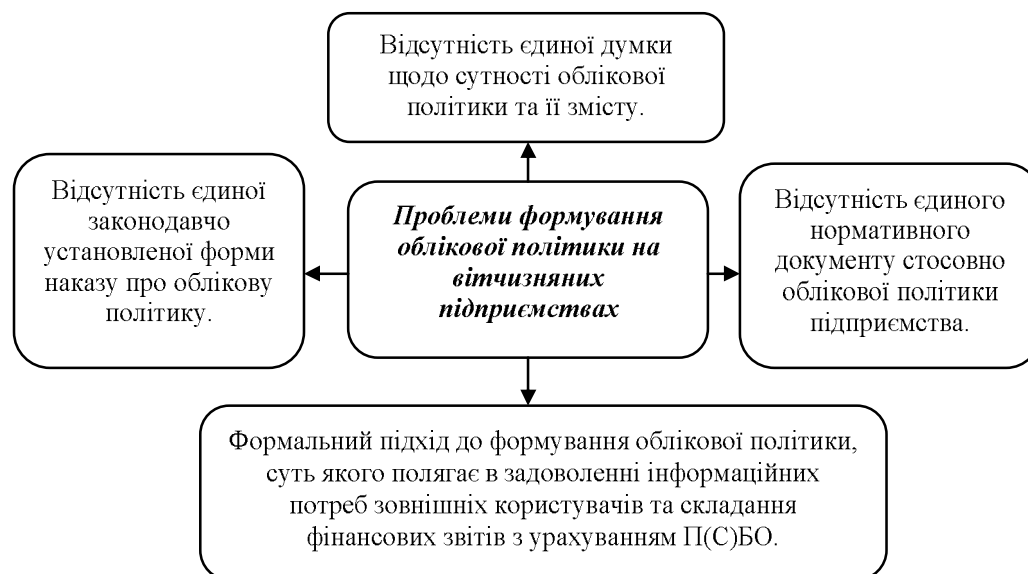 Відсутність єдиної думки
щодо сутності облікової
політики та її змісту.
Відсутність єдиної
законодавчо
установленої форми
наказу про облікову
політику.
Проблеми формування
облікової політики на
вітчизняних
підприємствах
Відсутність єдиного
нормативного
документу стосовно
облікової політики
підприємства.
Формальний підхід до формування облікової політики,
суть якого полягає в задоволенні інформаційних
потреб зовнішніх користувачів та складання
фінансових звітів з урахуванням П(С)БО.